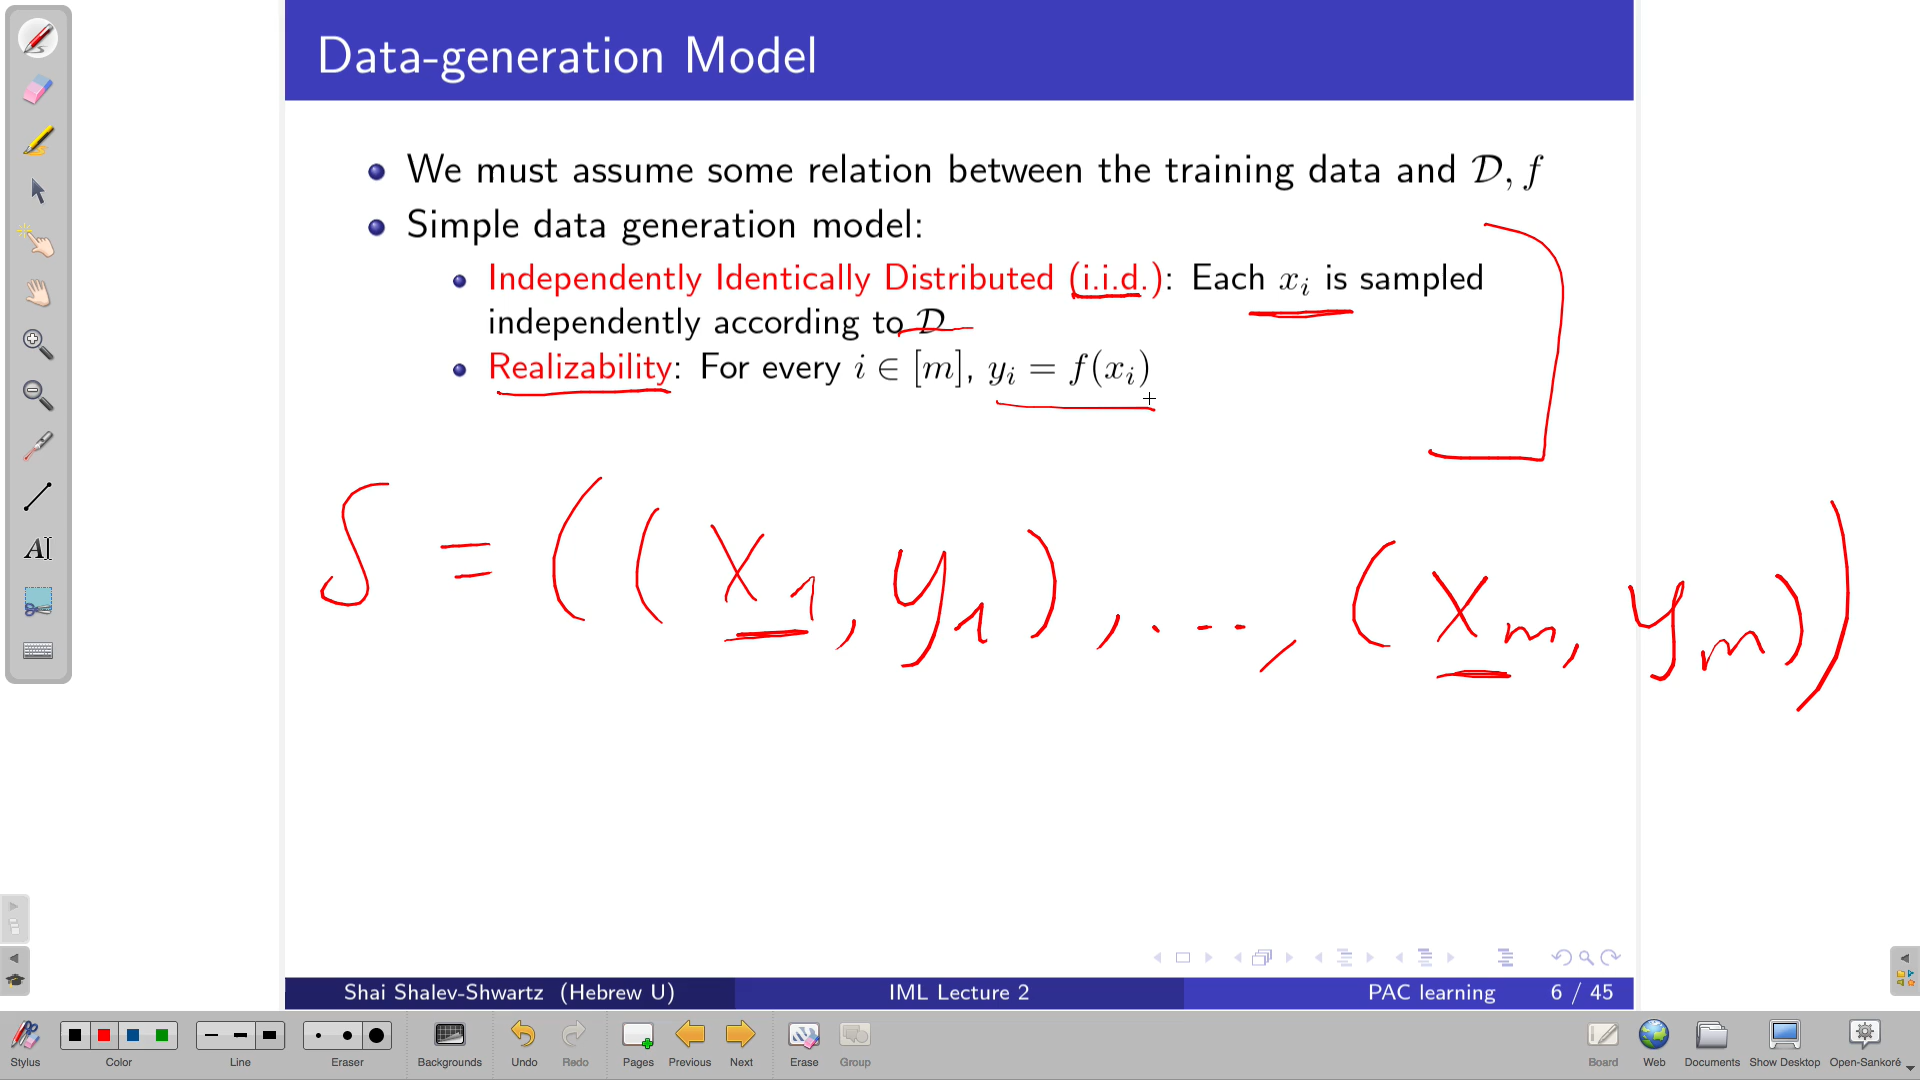 Data-generation Model
We must assume some relation between the training data and 𝒟, f
Simple data generation model:
Independently Identically Distributed (i.i.d.): Each xᵢ is sampled
independently according to 𝒟
Realizability: For every i ∈ [m], yᵢ = f(xᵢ)
S = ((x₁, y₁), ..., (xₘ, yₘ))
Shai Shalev-Shwartz (Hebrew U) IML Lecture 2 PAC learning 6 / 45
Stylus Color Line Eraser Backgrounds Undo Redo Pages Previous Next Erase Group Board Web Documents Show Desktop Open-Sankoré